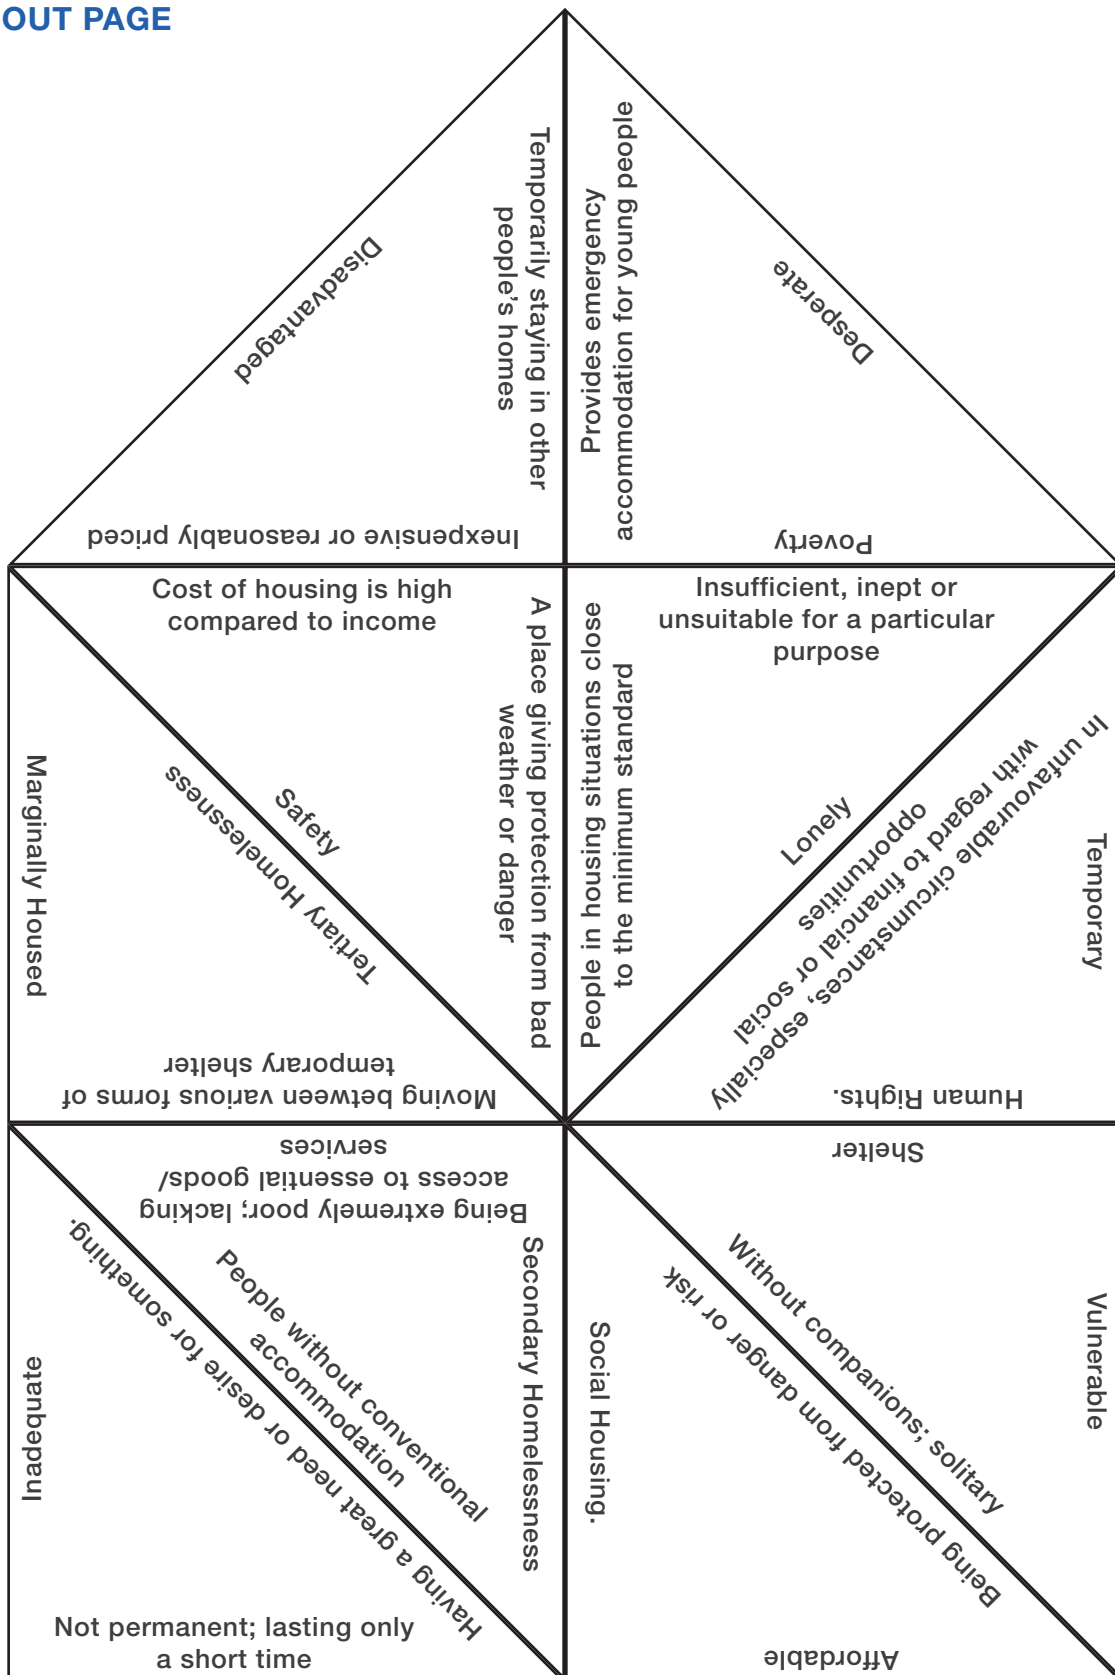 OUT PAGE
Disadvantaged
Temporarily staying in other
people's homes
Inexpensive or reasonably priced
Provides emergency
accommodation for young people
Desperate
Poverty
Cost of housing is high
compared to income
A place giving protection from bad
weather or danger
Safety
Marginally Housed
Tertiary Homelessness
Moving between various forms of
temporary shelter
Insufficient, inept or
unsuitable for a particular
purpose
People in housing situations close
to the minimum standard
Lonely
In unfavourable circumstances, especially
with regard to financial or social
opportunities
Temporary
Human Rights.
Being extremely poor; lacking
access to essential goods/
services
People without conventional
accommodation
Secondary Homelessness
Having a great need or desire for something.
Inadequate
Not permanent; lasting only
a short time
Shelter
Without companions; solitary
Vulnerable
Social Housing.
Being protected from danger or risk
Affordable